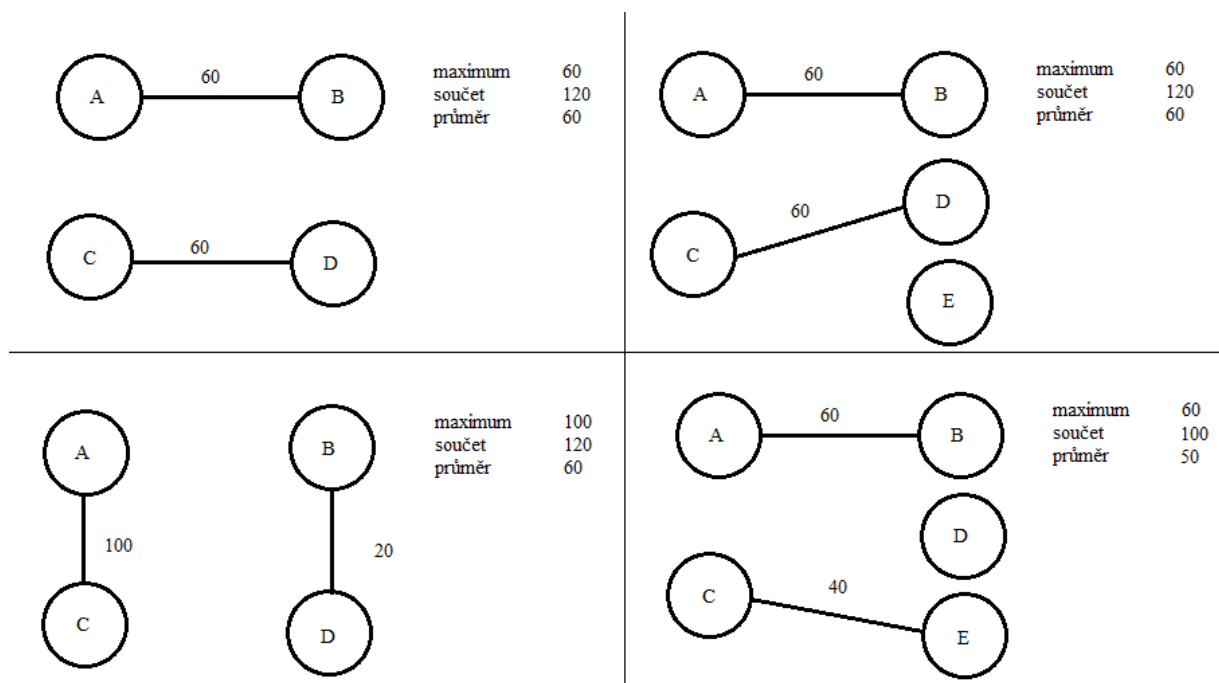 A 60 B
maximum 60
součet 120
průměr 60
C 60 D
A 60 B
maximum 60
součet 120
průměr 60
D
60
C
E
A
B
maximum 100
součet 120
průměr 60
100
20
C
D
A 60 B
maximum 60
součet 100
průměr 50
D
C 40
E